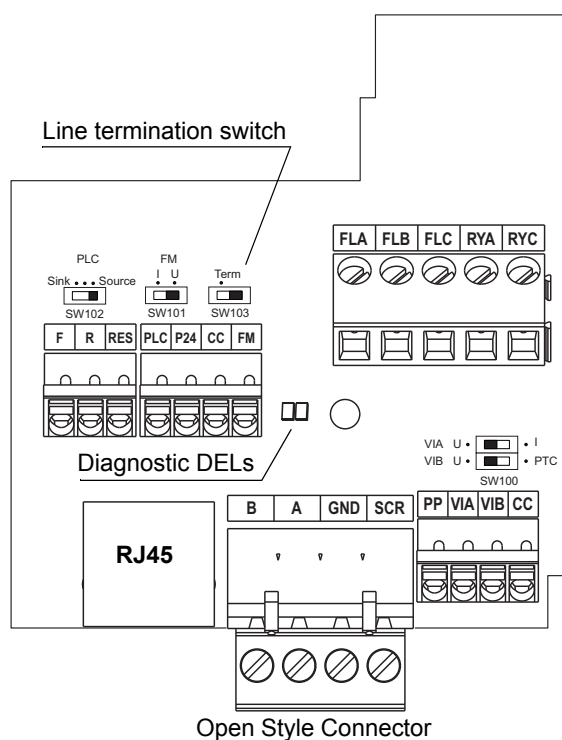 Line termination switch
FLA FLB FLC RYA RYC
PLC FM
I U Term
Sink Source
SW102 SW101 SW103
F R RES PLC P24 CC FM
Diagnostic DELs
VIA U I
VIB U PTC
SW100
B A GND SCR PP VIA VIB CC
RJ45
Open Style Connector